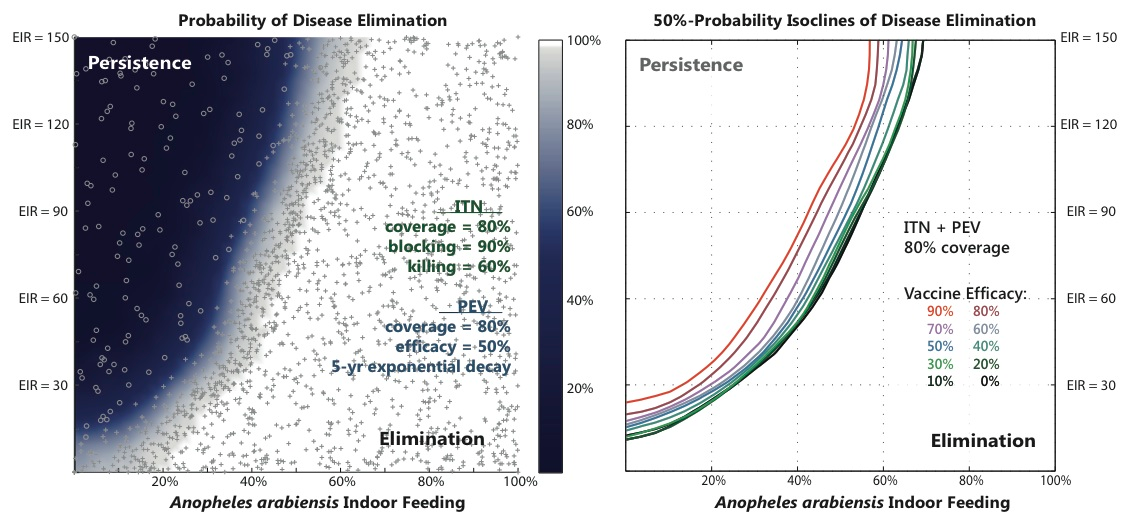 Probability of Disease Elimination
EIR = 150
EIR = 120
EIR = 90
EIR = 60
EIR = 30
Persistence
ITN
coverage = 80%
blocking = 90%
killing = 60%
PEV
coverage = 80%
efficacy = 50%
5-yr exponential decay
Elimination
20%
40%
60%
80%
100%
Anopheles arabiensis Indoor Feeding
100%
80%
60%
40%
20%
50%-Probability Isoclines of Disease Elimination
Persistence
ITN + PEV
80% coverage
Vaccine Efficacy:
90% 80%
70% 60%
50% 40%
30% 20%
10% 0%
Elimination
EIR = 150
EIR = 120
EIR = 90
EIR = 60
EIR = 30
20%
40%
60%
80%
100%
Anopheles arabiensis Indoor Feeding